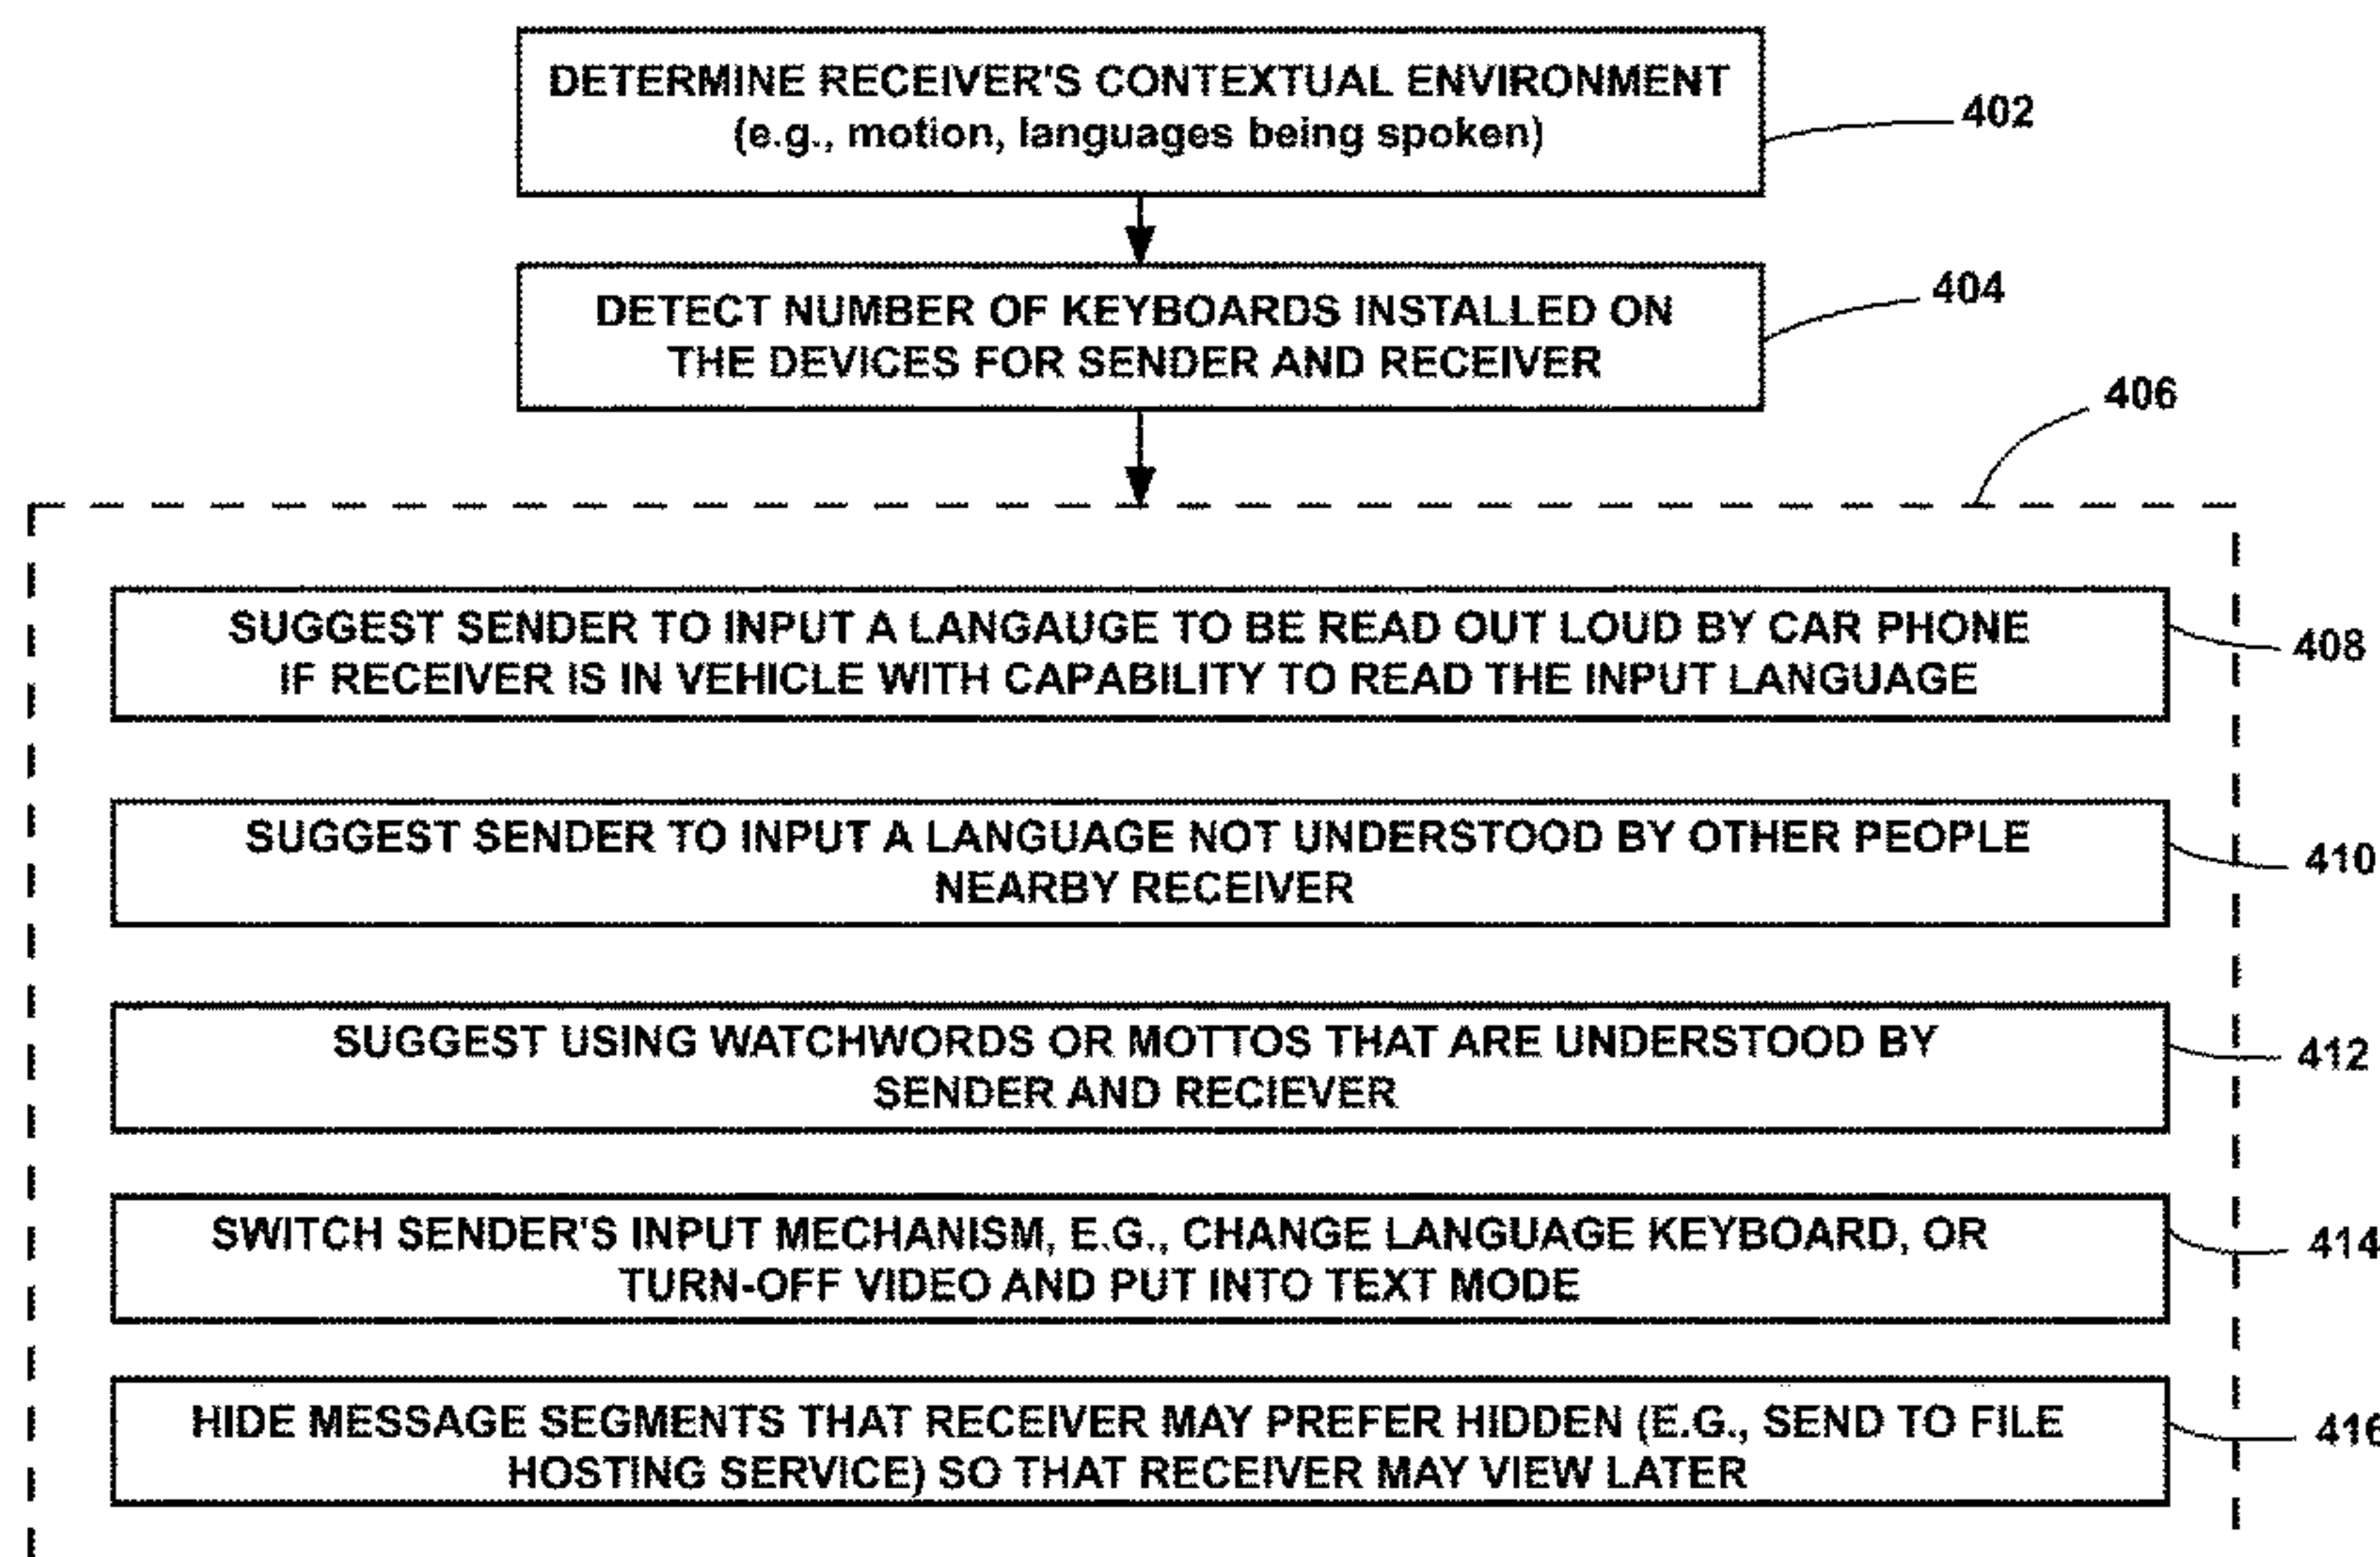 DETERMINE RECEIVER'S CONTEXTUAL ENVIRONMENT
(e.g., motion, languages being spoken)
402
DETECT NUMBER OF KEYBOARDS INSTALLED ON
THE DEVICES FOR SENDER AND RECEIVER
404
406
SUGGEST SENDER TO INPUT A LANGAUGE TO BE READ OUT LOUD BY CAR PHONE
IF RECEIVER IS IN VEHICLE WITH CAPABILITY TO READ THE INPUT LANGUAGE
408
SUGGEST SENDER TO INPUT A LANGUAGE NOT UNDERSTOOD BY OTHER PEOPLE
NEARBY RECEIVER
410
SUGGEST USING WATCHWORDS OR MOTTOS THAT ARE UNDERSTOOD BY
SENDER AND RECIEVER
412
SWITCH SENDER'S INPUT MECHANISM, E.G., CHANGE LANGUAGE KEYBOARD, OR
TURN-OFF VIDEO AND PUT INTO TEXT MODE
414
HIDE MESSAGE SEGMENTS THAT RECEIVER MAY PREFER HIDDEN (E.G., SEND TO FILE
HOSTING SERVICE) SO THAT RECEIVER MAY VIEW LATER
416